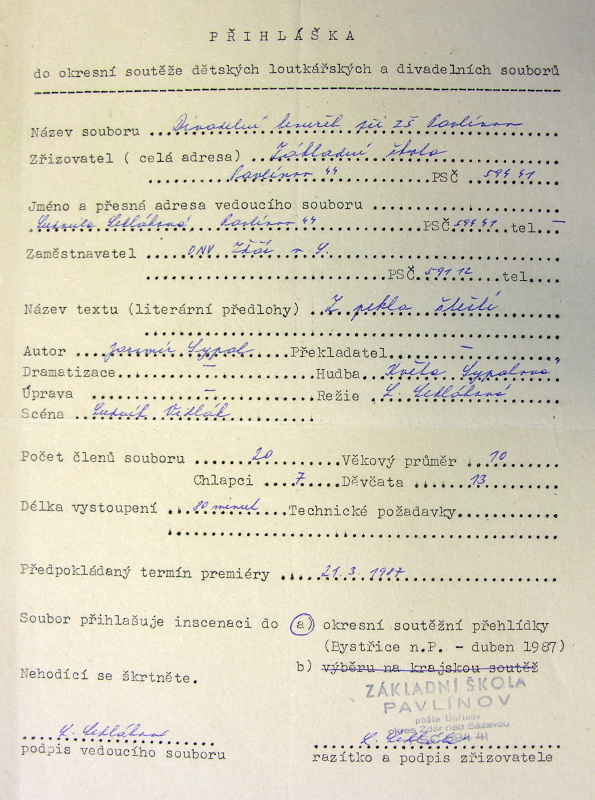 PŘIHLÁŠKA
do okresní soutěže dětských loutkářských a divadelních souborů
Název souboru Divadelní kroužek při ZŠ Pavlínov
Zřizovatel ( celá adresa) Základní škola
Pavlínov 44 PSČ 594 41
Jméno a přesná adresa vedoucího souboru
Ludmila Sedláková Pavlínov 44 PSČ 594 41 tel –
Zaměstnavatel ONV Žďár n. S.
PSČ 591 12 tel
Název textu (literární předlohy) Z pekla štěstí
Autor Jaromír Sypal Překladatel –
Dramatizace – Hudba Květa Sypalová
Úprava – Režie L. Sedláková
Scéna Ludvík
Počet členů souboru 20 Věkový průměr 10
Chlapci 7 Děvčata 13
Délka vystoupení 80 minut Technické požadavky
Předpokládaný termín premiéry 21.3.1987
Soubor přihlašuje inscenaci do a) okresní soutěžní přehlídky
(Bystřice n.P. - duben 1987)
b) výběru na krajskou soutěž
Nehodící se škrtněte.
ZÁKLADNÍ ŠKOLA
PAVLÍNOV
pošta Uhřínov
okres Žďár nad Sázavou
PSČ 594 41
L. Sedláková L. Sedláková
podpis vedoucího souboru razítko a podpis zřizovatele